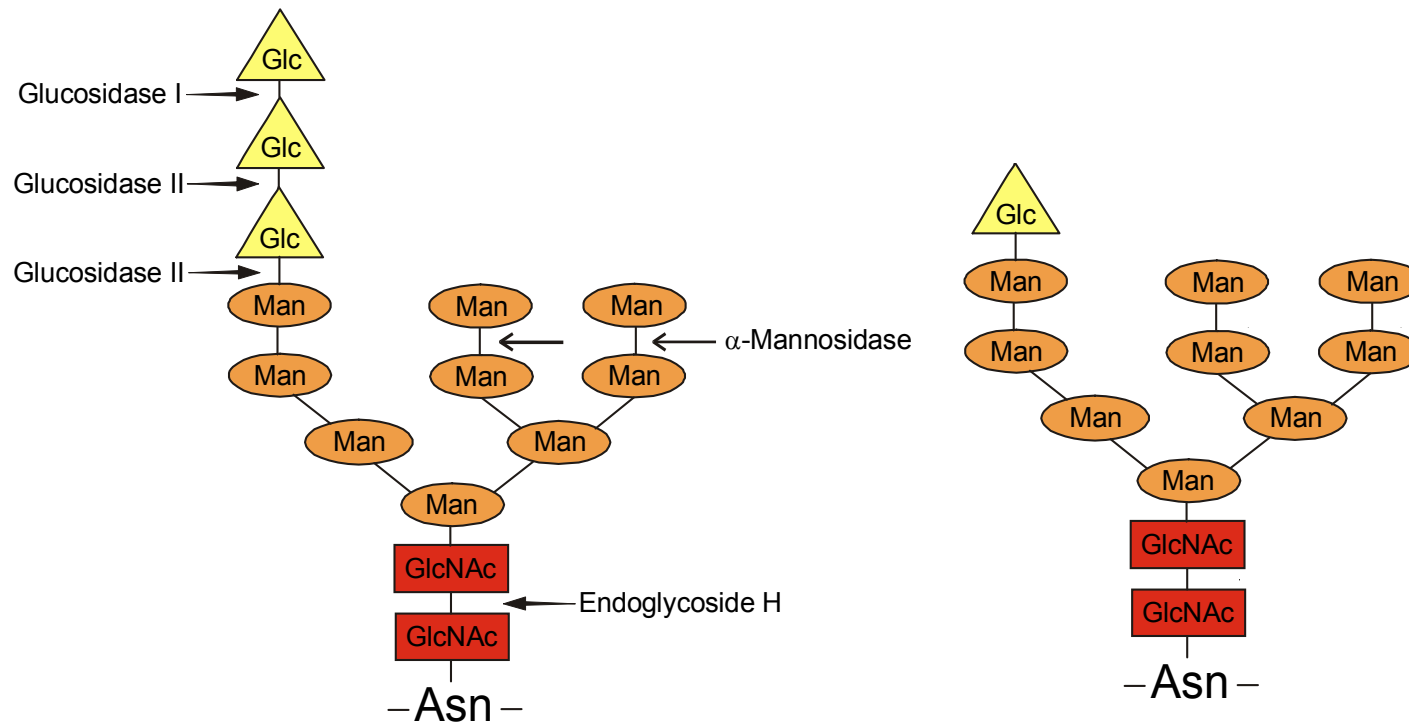 Glc
Glucosidase I
Glc
Glucosidase II
Glc
Glucosidase II
Man Man Man
α-Mannosidase
Man Man Man
Man Man
Man
GlcNAc
Endoglycoside H
GlcNAc
–Asn–
Glc
Man Man Man
Man Man Man
Man Man
Man
GlcNAc
GlcNAc
–Asn–